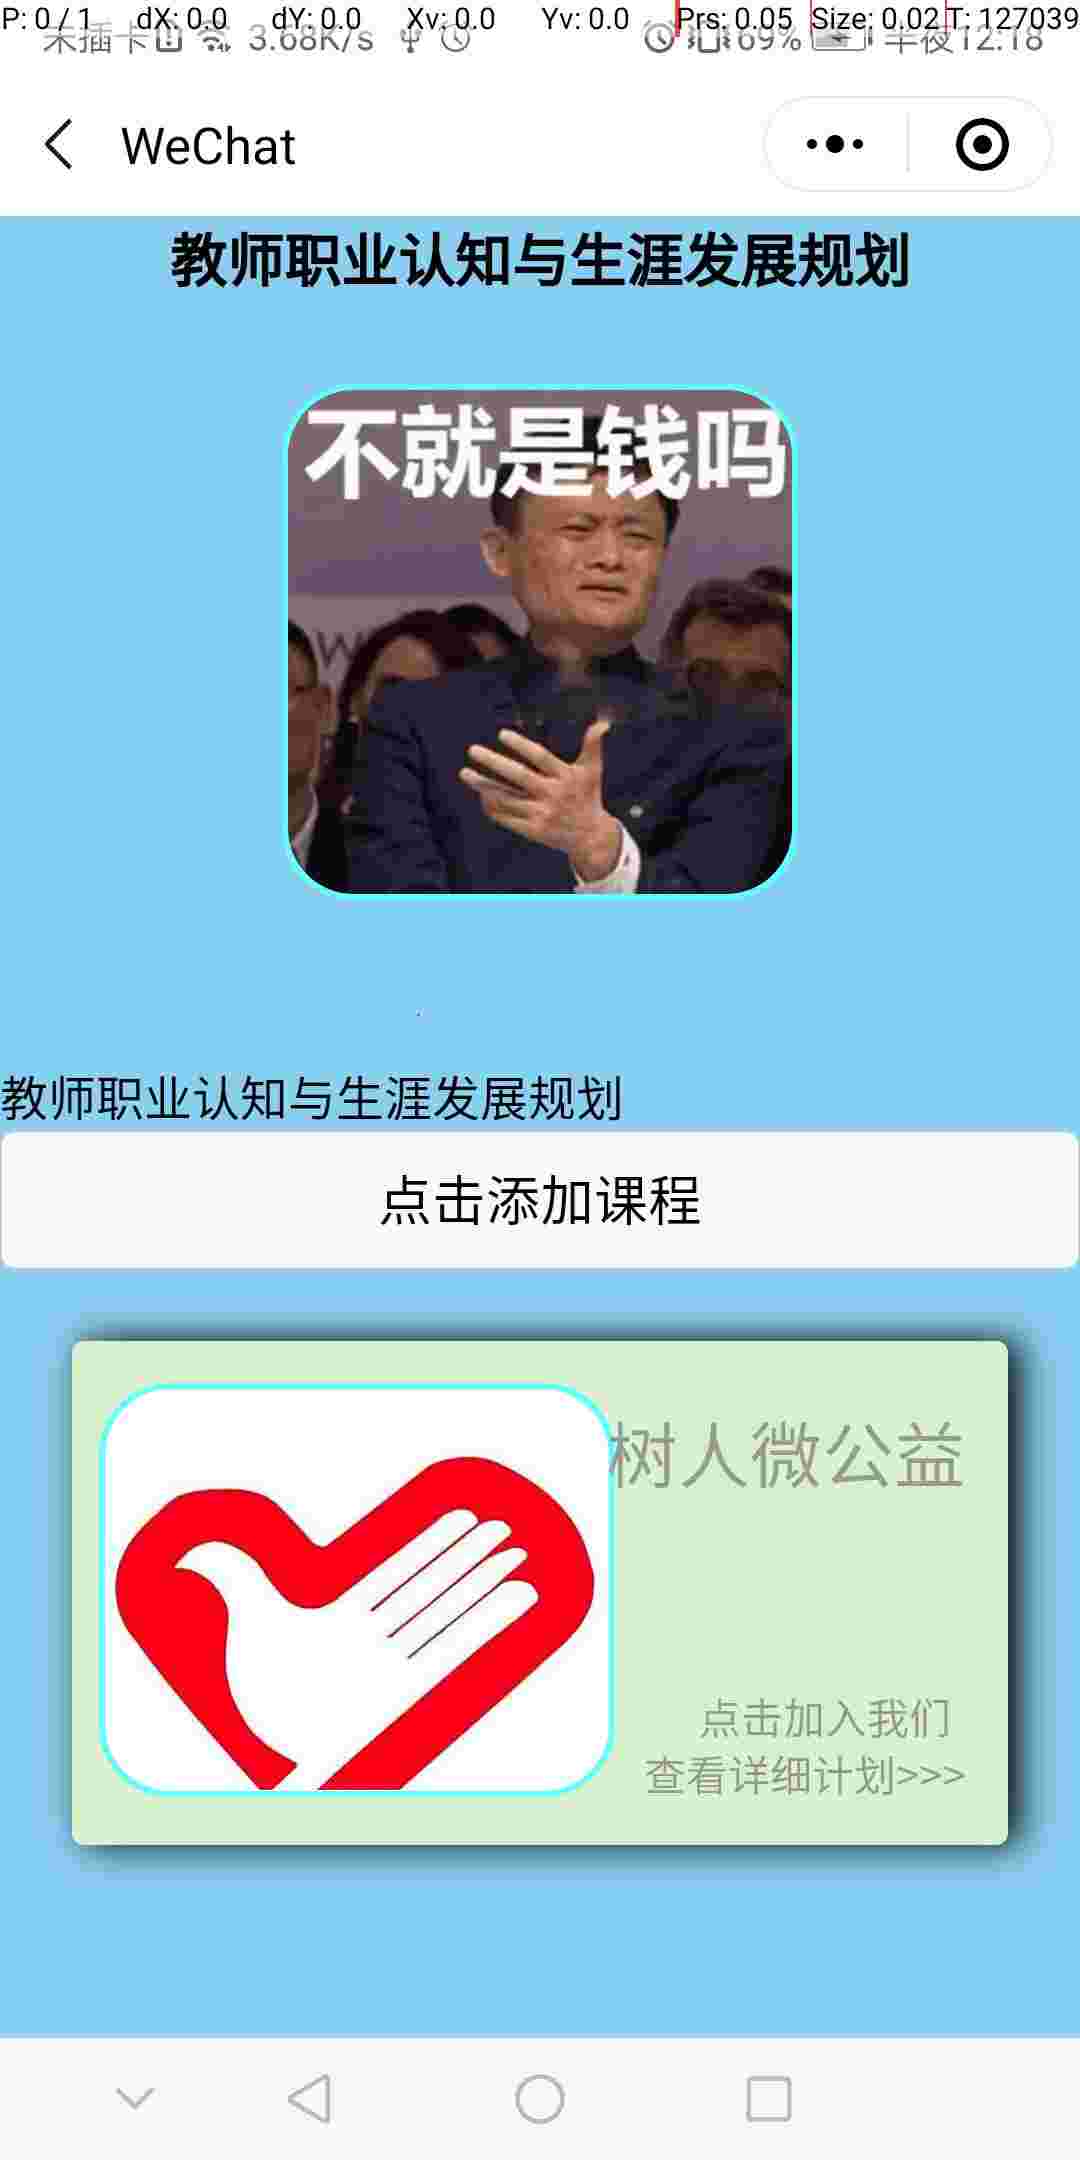 P: 0 / 1 dX: 0.0 dY: 0.0 Xv: 0.0 Yv: 0.0 Prs: 0.05 Size: 0.02 T: 127039
未插卡 3.68K/s 69% 半夜12:18
WeChat
教师职业认知与生涯发展规划
不就是钱吗
教师职业认知与生涯发展规划
点击添加课程
树人微公益
点击加入我们
查看详细计划>>>